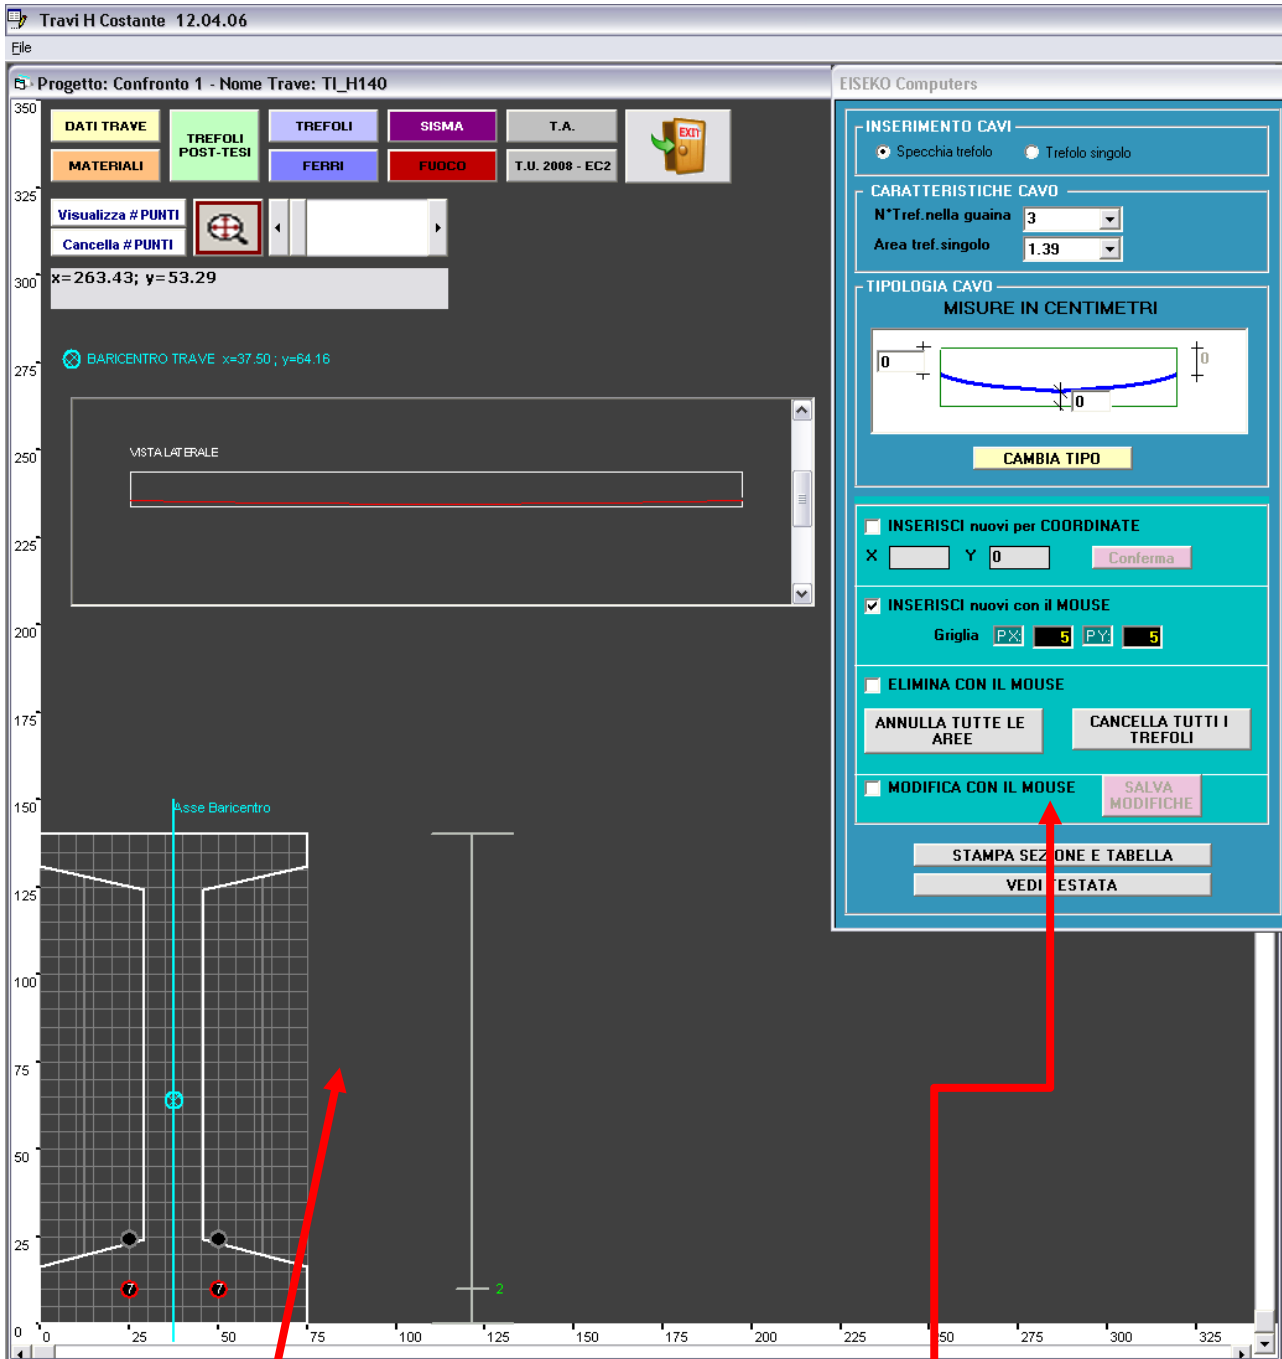 Travi H Costante 12.04.06
File
Progetto: Confronto 1 - Nome Trave: TI_H140
DATI TRAVE
TREFOLI POST-TESI
TREFOLI
SISMA
T.A.
EXIT
MATERIALI
FERRI
FUOCO
T.U. 2008 - EC2
Visualizza # PUNTI
Cancella # PUNTI
x=263.43; y=53.29
BARICENTRO TRAVE x=37.50 ; y=64.16
VISTA LATERALE
Asse Baricentro
7 7
2
350
325
300
275
250
225
200
175
150
125
100
75
50
25
0
0 25 50 75 100 125 150 175 200 225 250 275 300 325
EISEKO Computers
INSERIMENTO CAVI
Specchia trefolo Trefolo singolo
CARATTERISTICHE CAVO
N°Tref.nella guaina 3
Area tref.singolo 1.39
TIPOLOGIA CAVO
MISURE IN CENTIMETRI
0 0
0
CAMBIA TIPO
INSERISCI nuovi per COORDINATE
X Y 0 Conferma
INSERISCI nuovi con il MOUSE
Griglia PX: 5 PY: 5
ELIMINA CON IL MOUSE
ANNULLA TUTTE LE AREE
CANCELLA TUTTI I TREFOLI
MODIFICA CON IL MOUSE
SALVA MODIFICHE
STAMPA SEZIONE E TABELLA
VEDI TESTATA